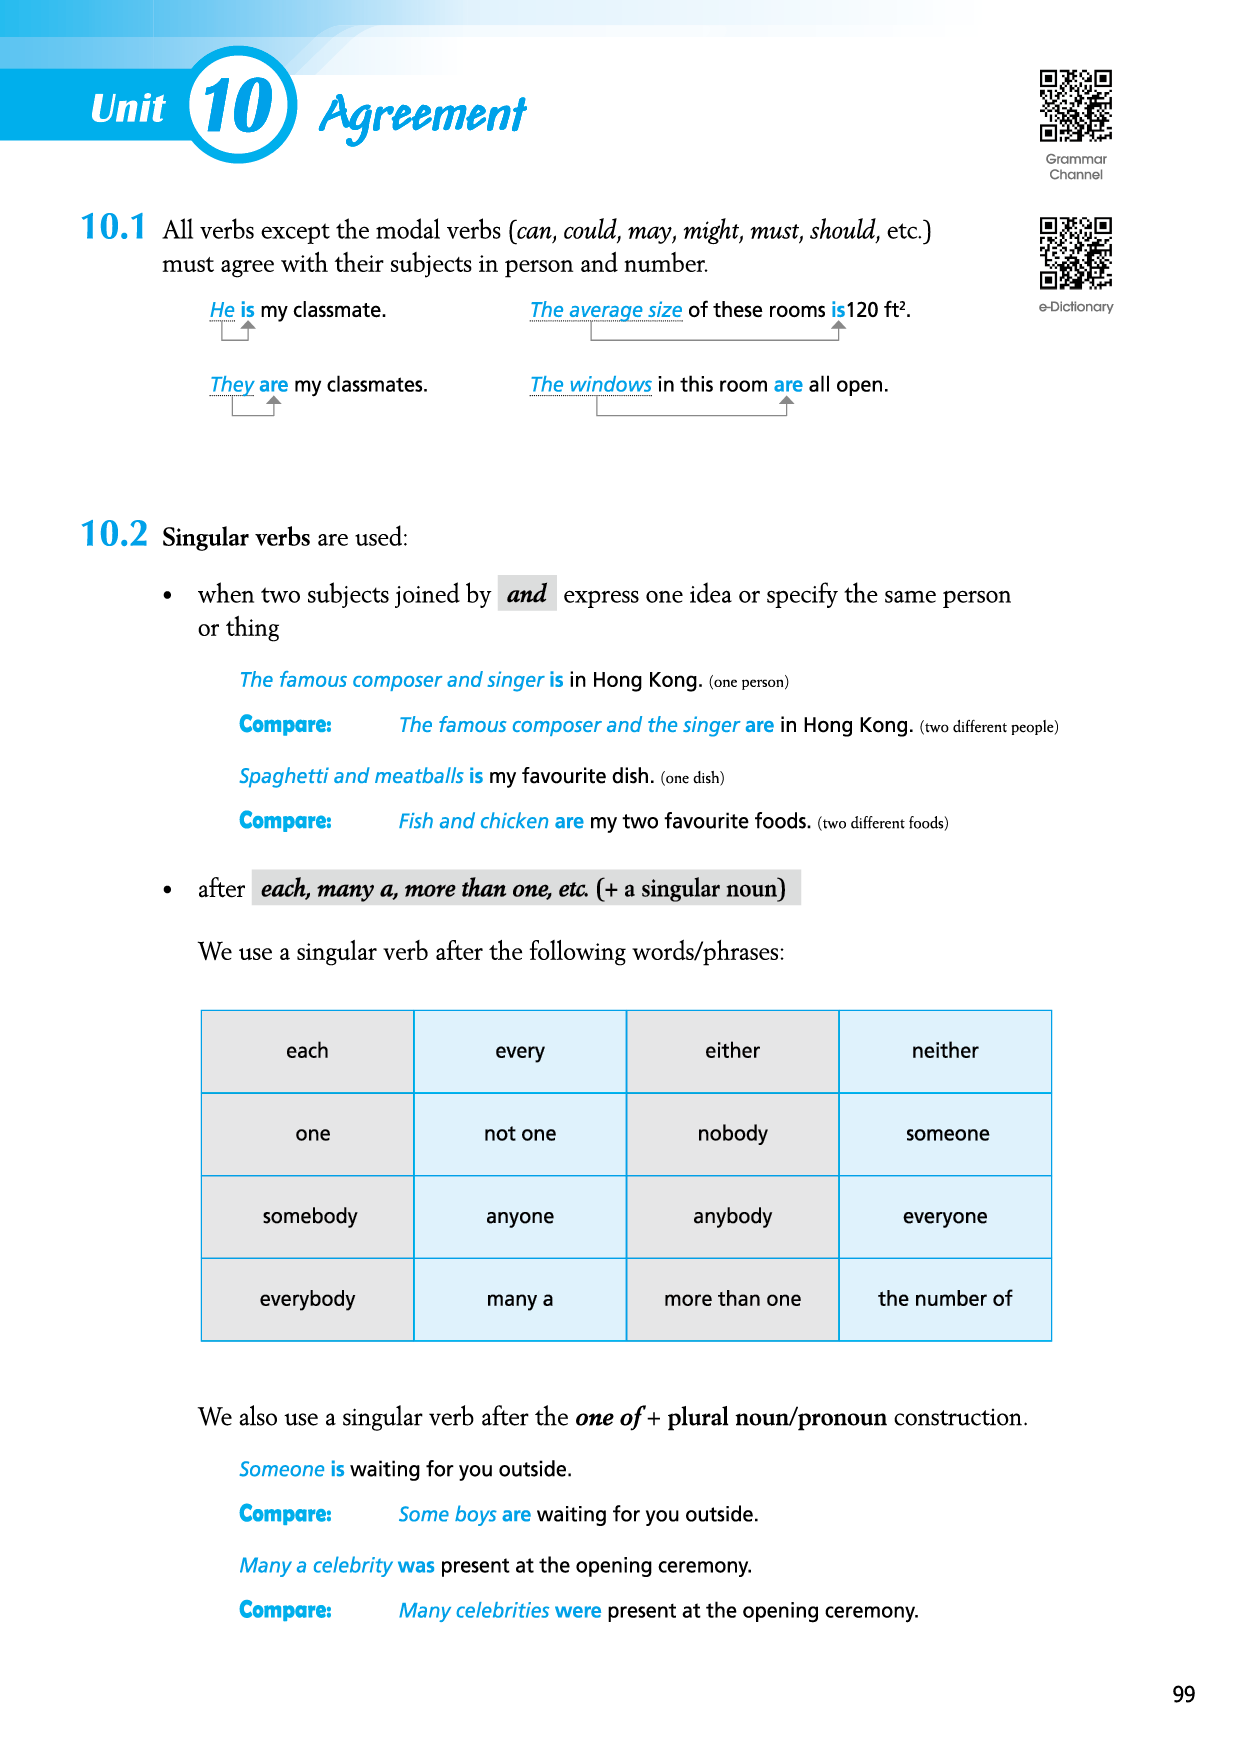 Unit 10 Agreement
Grammar
Channel
10.1 All verbs except the modal verbs (can, could, may, might, must, should, etc.)
must agree with their subjects in person and number.
e-Dictionary
He is my classmate. The average size of these rooms is120 ft².
They are my classmates. The windows in this room are all open.
10.2 Singular verbs are used:
• when two subjects joined by and express one idea or specify the same person
or thing
The famous composer and singer is in Hong Kong. (one person)
Compare: The famous composer and the singer are in Hong Kong. (two different people)
Spaghetti and meatballs is my favourite dish. (one dish)
Compare: Fish and chicken are my two favourite foods. (two different foods)
• after each, many a, more than one, etc. (+ a singular noun)
We use a singular verb after the following words/phrases:
each every either neither
one not one nobody someone
somebody anyone anybody everyone
everybody many a more than one the number of
We also use a singular verb after the one of + plural noun/pronoun construction.
Someone is waiting for you outside.
Compare: Some boys are waiting for you outside.
Many a celebrity was present at the opening ceremony.
Compare: Many celebrities were present at the opening ceremony.
99